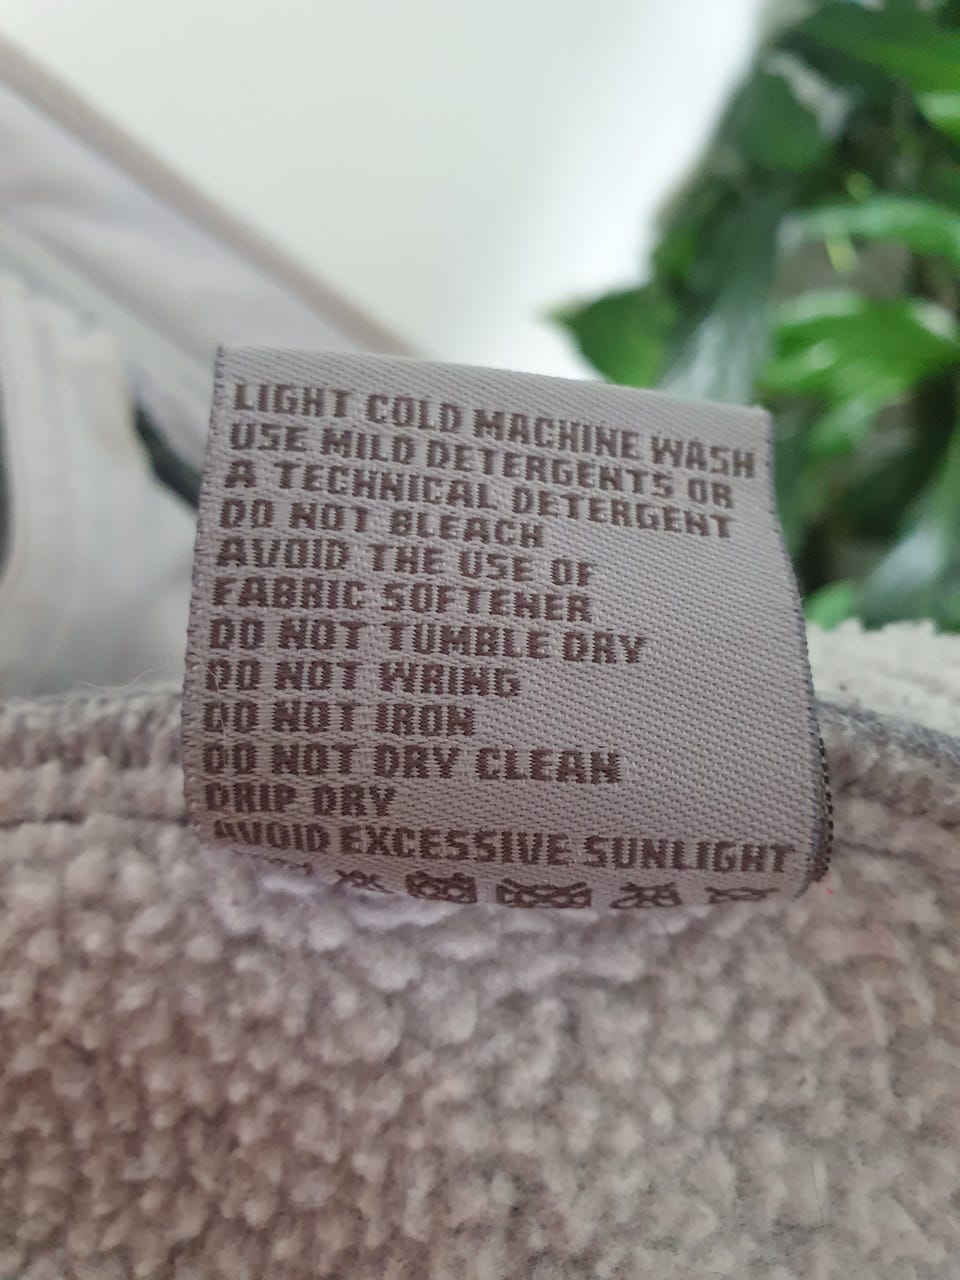 LIGHT COLD MACHINE WASH
USE MILD DETERGENTS OR
A TECHNICAL DETERGENT
DO NOT BLEACH
AVOID THE USE OF
FABRIC SOFTENER
DO NOT TUMBLE DRY
DO NOT WRING
DO NOT IRON
DO NOT DRY CLEAN
DRIP DRY
AVOID EXCESSIVE SUNLIGHT